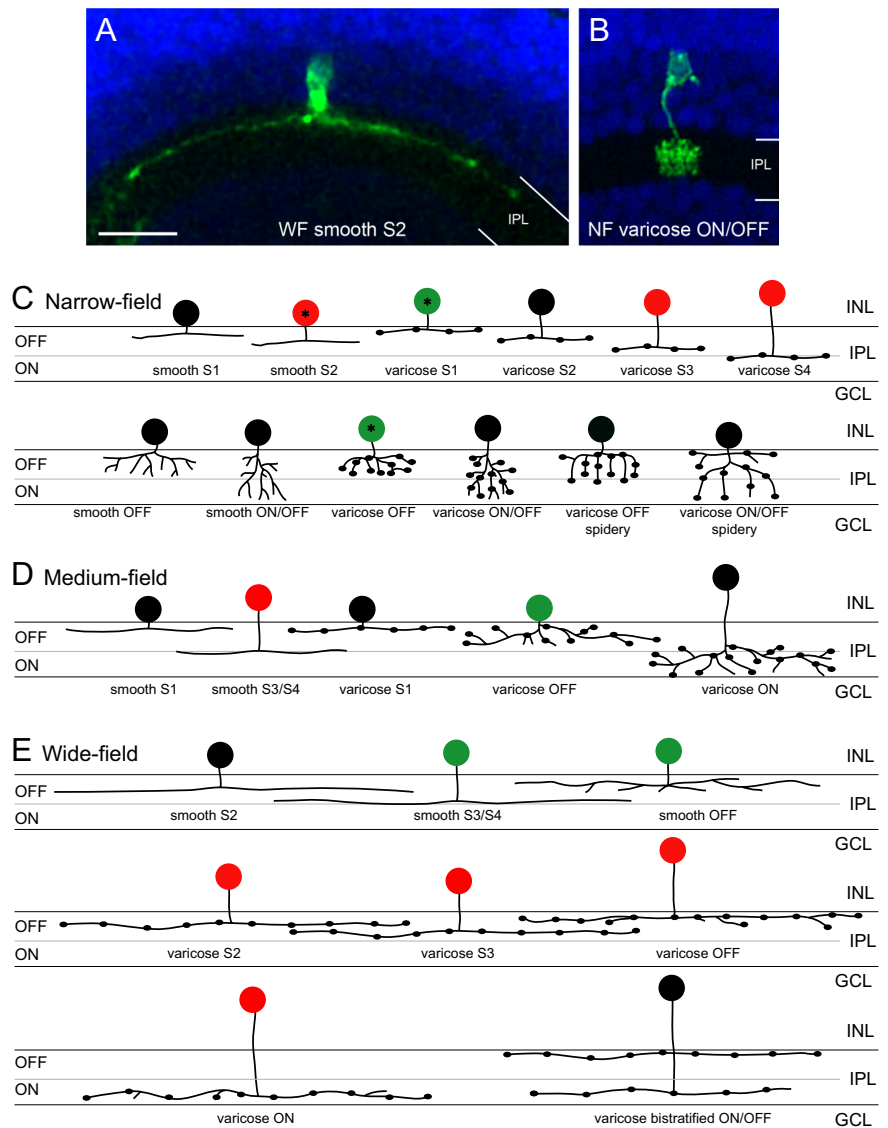 A
IPL
WF smooth S2
B
IPL
NF varicose ON/OFF
C Narrow-field
INL
OFF
IPL
ON
smooth S1
smooth S2
varicose S1
varicose S2
varicose S3
varicose S4
GCL
*
*
INL
OFF
IPL
ON
*
smooth OFF
smooth ON/OFF
varicose OFF
varicose ON/OFF
varicose OFF
spidery
varicose ON/OFF
spidery
GCL
D Medium-field
INL
OFF
IPL
ON
smooth S1
smooth S3/S4
varicose S1
varicose OFF
varicose ON
GCL
E Wide-field
INL
OFF
IPL
ON
smooth S2
smooth S3/S4
smooth OFF
GCL
INL
OFF
IPL
ON
varicose S2
varicose S3
varicose OFF
GCL
INL
OFF
IPL
ON
varicose ON
varicose bistratified ON/OFF
GCL